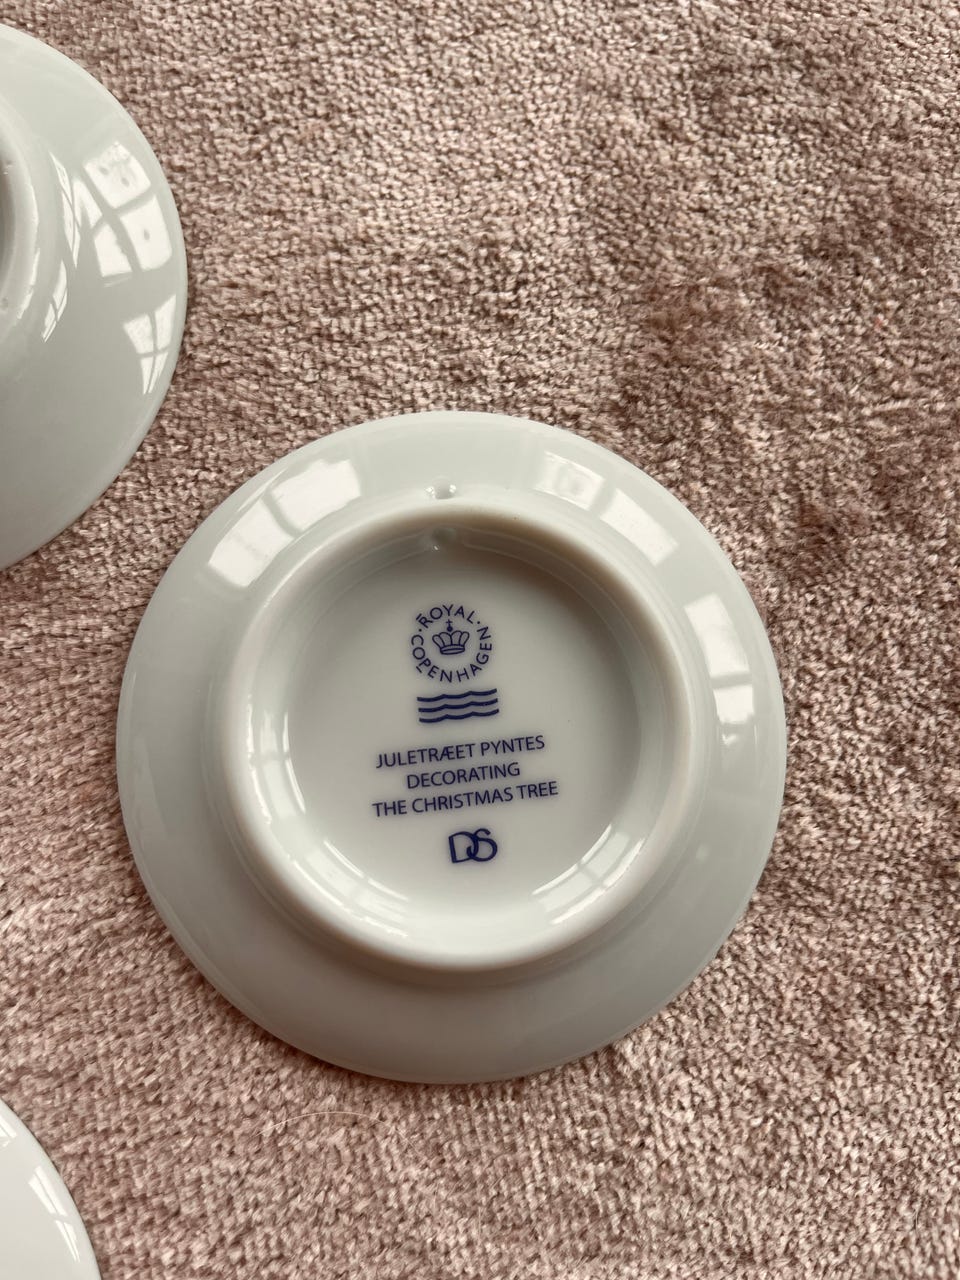 ROYAL · COPENHAGEN ·
JULETRÆET PYNTES
DECORATING
THE CHRISTMAS TREE
DS